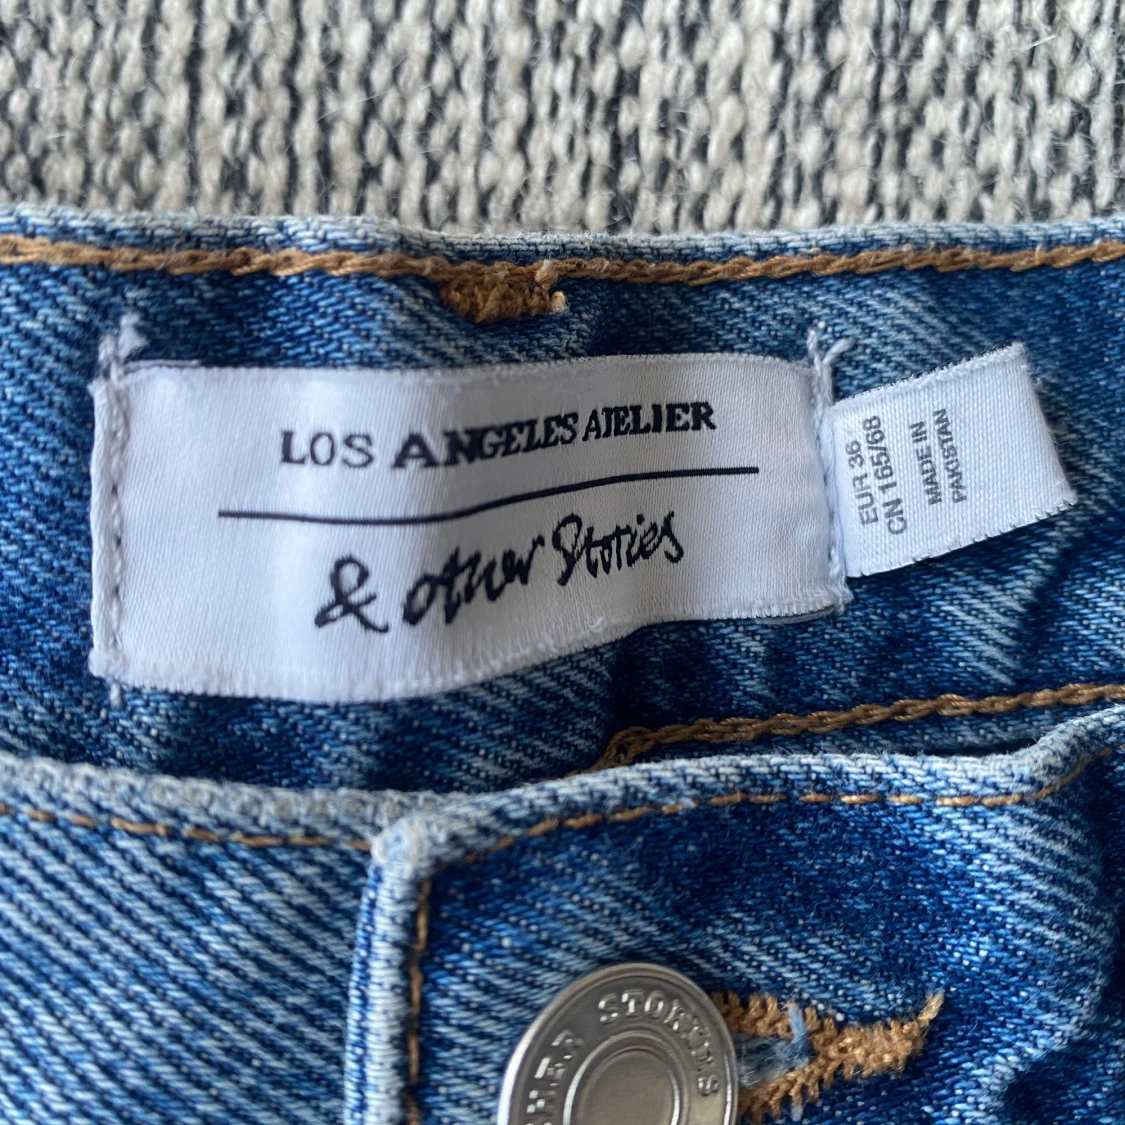 LOS ANGELES ATELIER
& other Stories
EUR 36
CN 165/68
MADE IN
PAKISTAN
STORIES